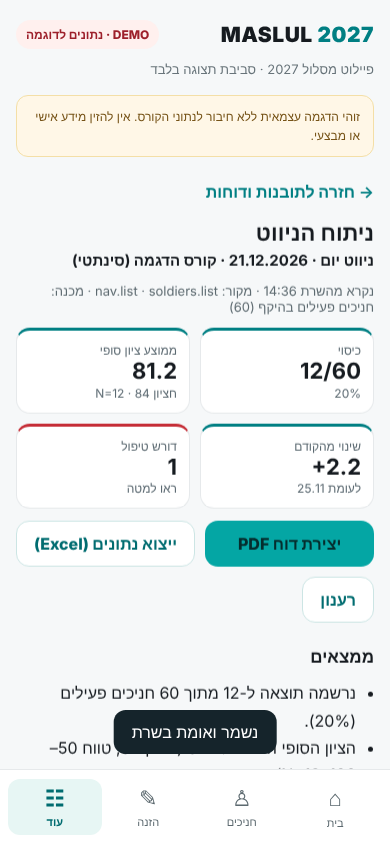 MASLUL 2027
DEMO · נתונים לדוגמה
פיילוט מסלול 2027 · סביבת תצוגה בלבד
זוהי הדגמה עצמאית ללא חיבור לנתוני הקורס. אין להזין מידע אישי
או מבצעי.
→ חזרה לתובנות ודוחות
ניתוח הניווט
ניווט יום · 21.12.2026 · קורס הדגמה (סינתטי)
נקרא מהשרת 14:36 · מקור: nav.list · soldiers.list · מכנה:
חניכים פעילים בהיקף (60)
כיסוי
12/60
20%
ממוצע ציון סופי
81.2
חציון 84 · N=12
שינוי מהקודם
+2.2
לעומת 25.11
דורש טיפול
1
ראו למטה
יצירת דוח PDF
ייצוא נתונים (Excel)
רענון
ממצאים
• נרשמה תוצאה ל-12 מתוך 60 חניכים פעילים
(20%).
• הציון הסופי
טווח 50–
נשמר ואומת בשרת
בית
חניכים
הזנה
עוד